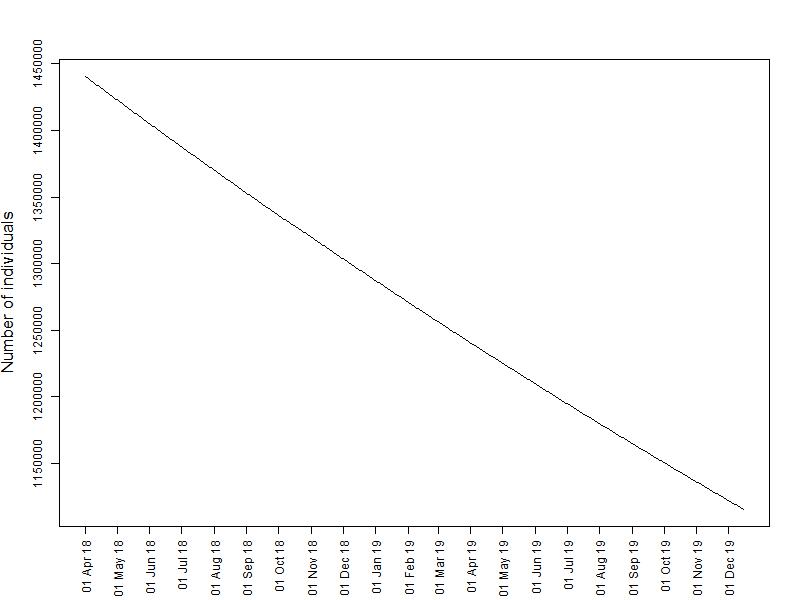 Number of individuals
1450000
1400000
1350000
1300000
1250000
1200000
1150000
01 Apr 18
01 May 18
01 Jun 18
01 Jul 18
01 Aug 18
01 Sep 18
01 Oct 18
01 Nov 18
01 Dec 18
01 Jan 19
01 Feb 19
01 Mar 19
01 Apr 19
01 May 19
01 Jun 19
01 Jul 19
01 Aug 19
01 Sep 19
01 Oct 19
01 Nov 19
01 Dec 19